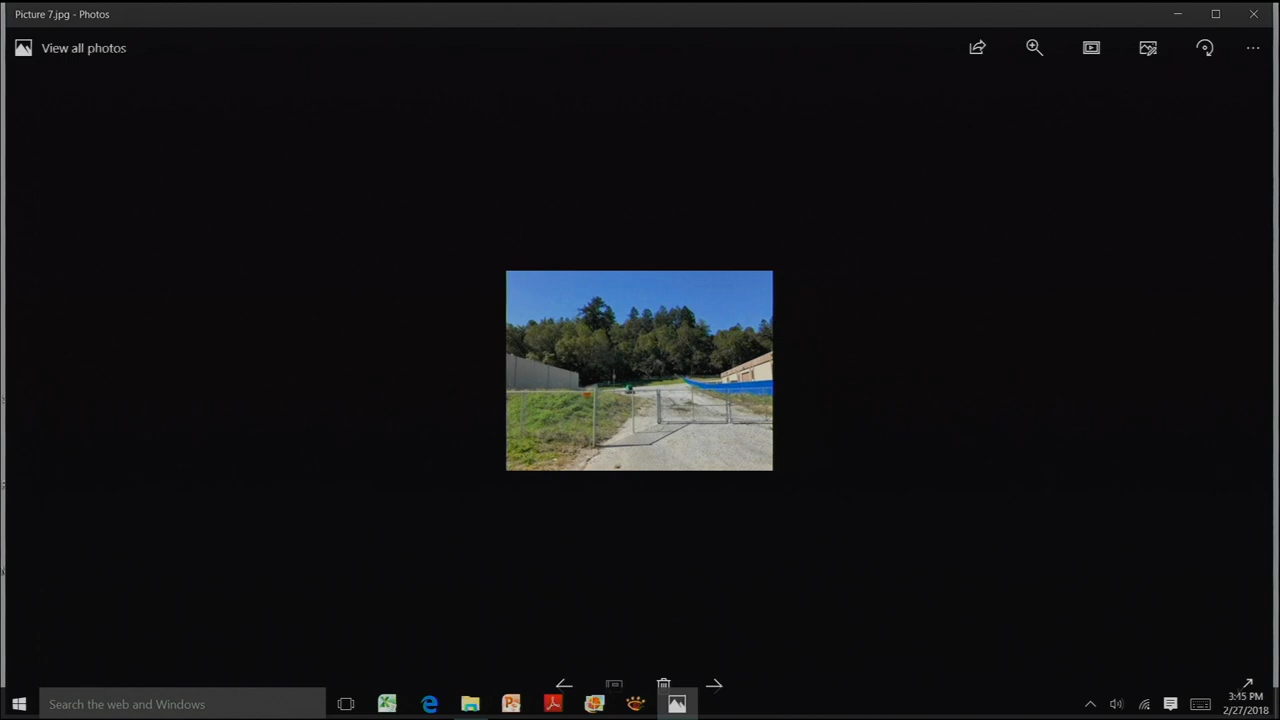 Picture 7.jpg - Photos
View all photos
Search the web and Windows
3:45 PM
2/27/2018